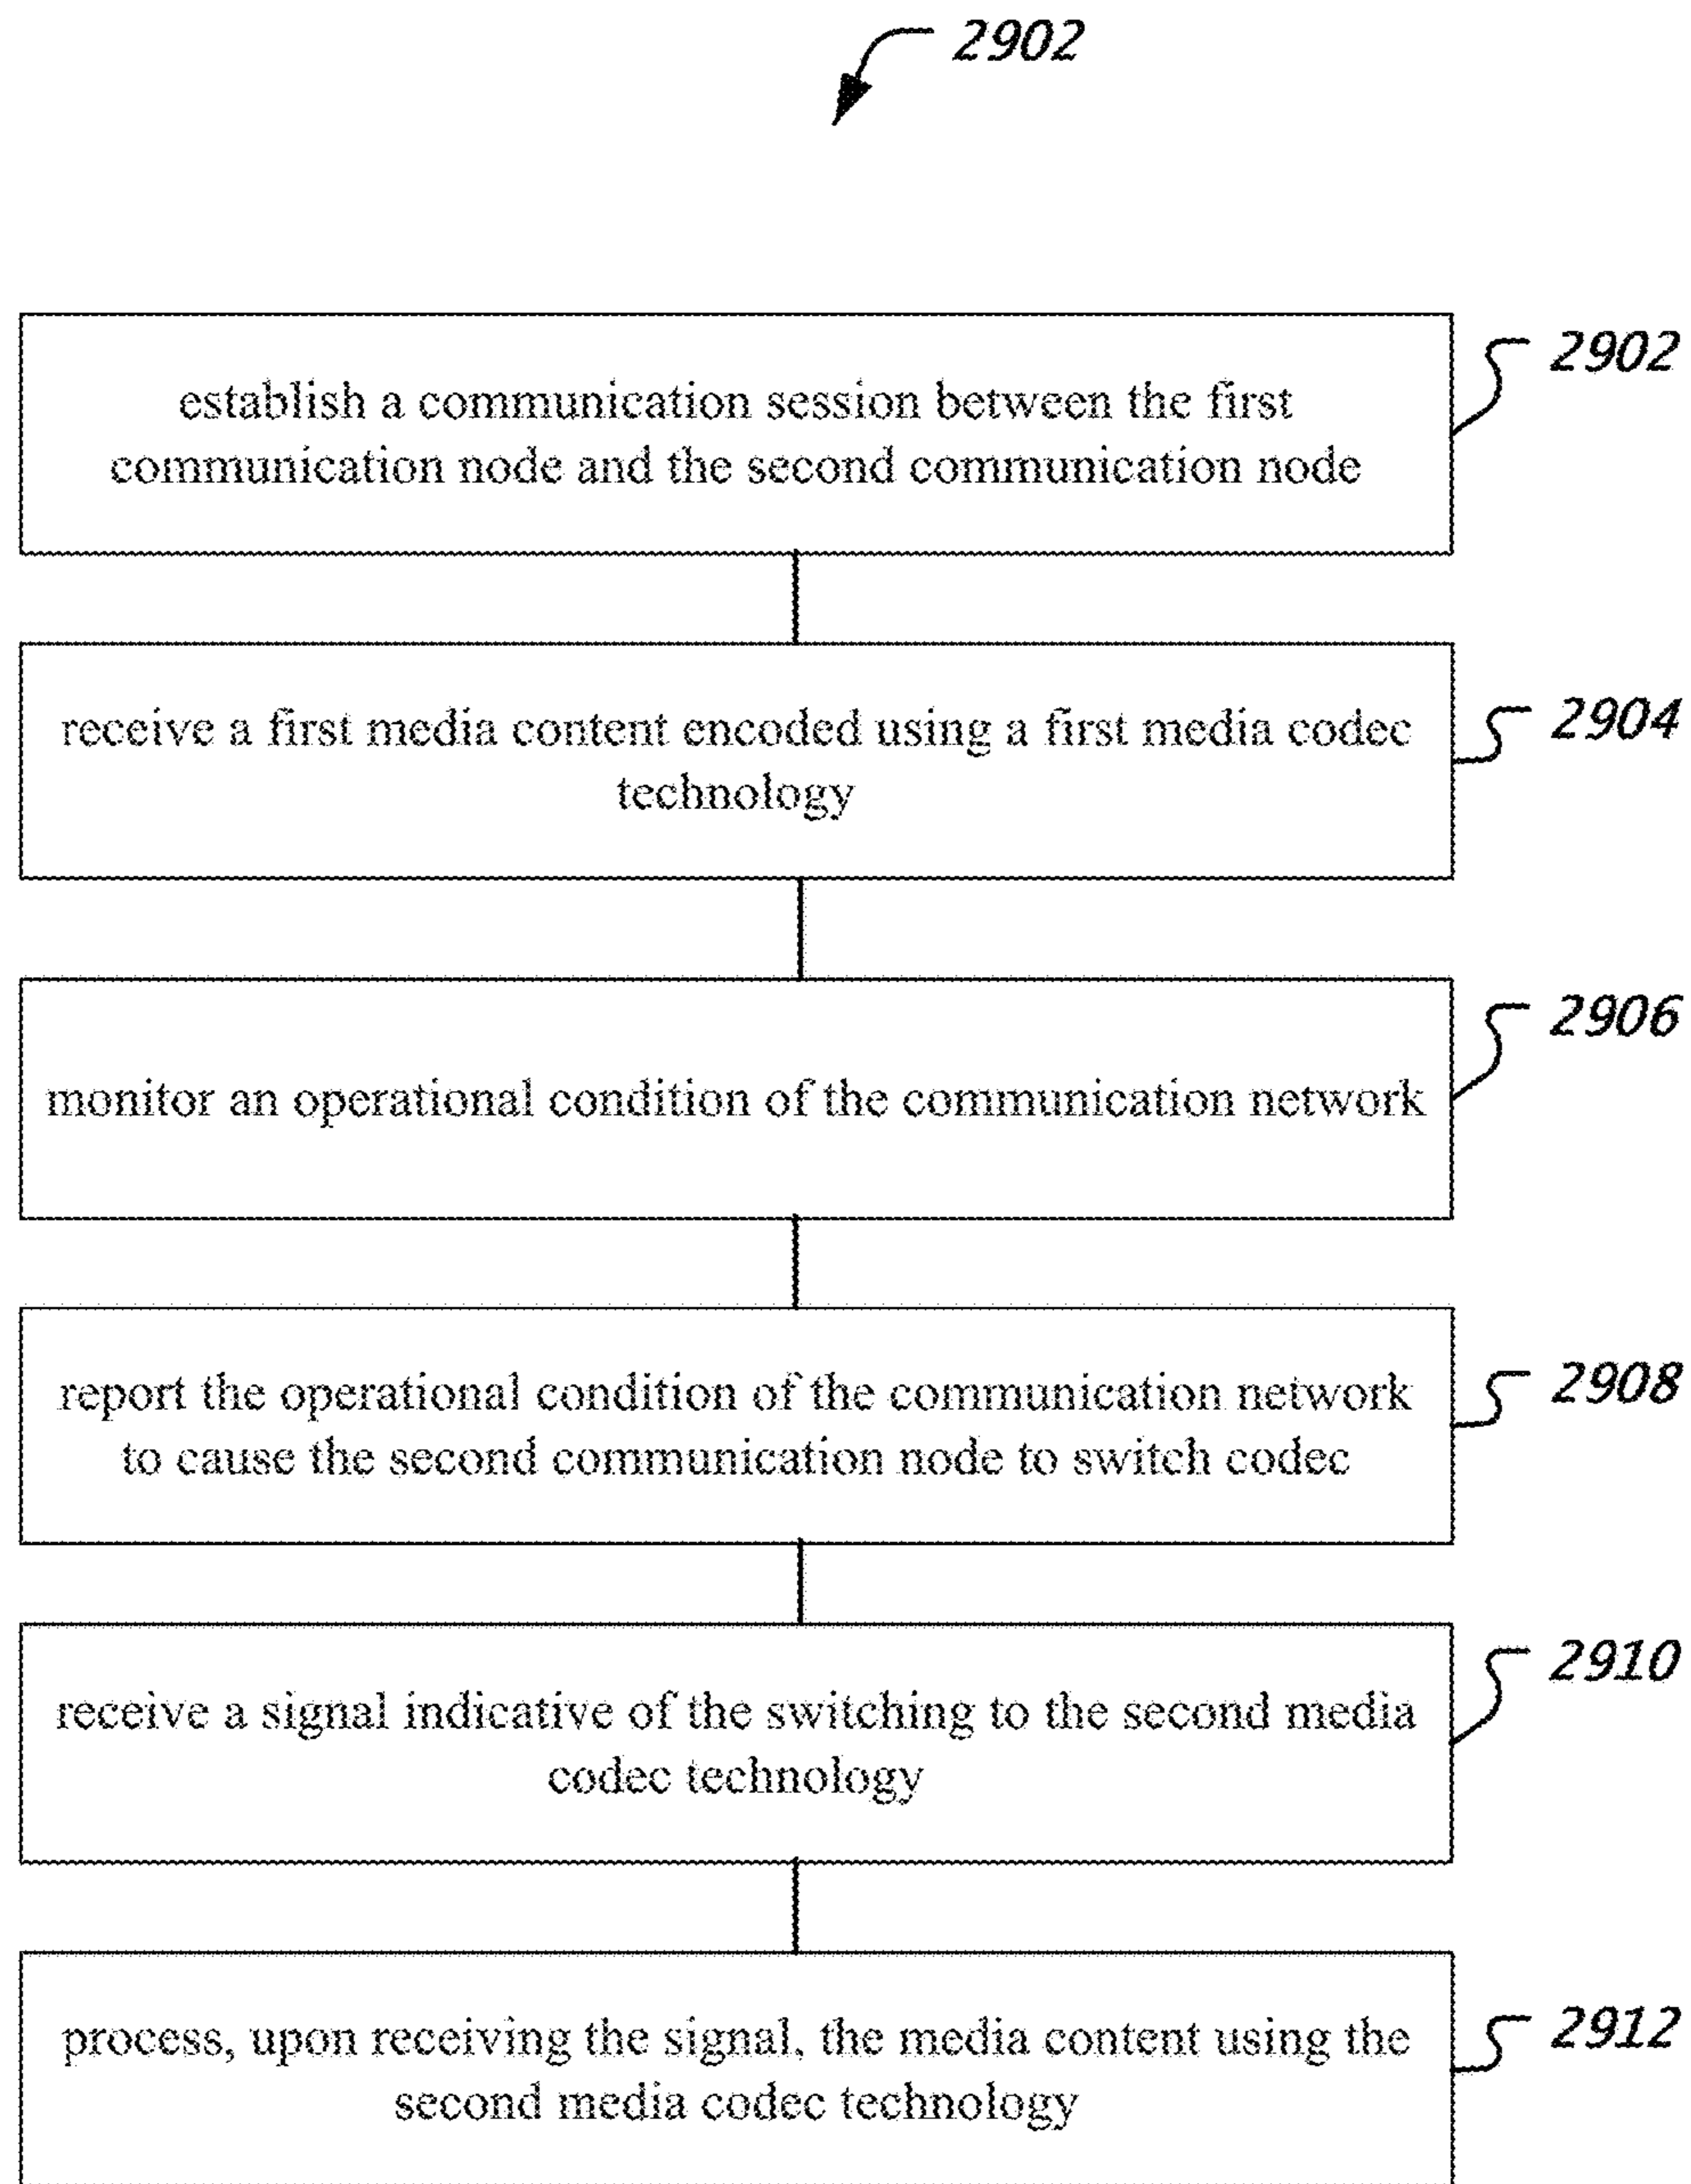 2902
establish a communication session between the first
communication node and the second communication node
2902
receive a first media content encoded using a first media codec
technology
2904
monitor an operational condition of the communication network
2906
report the operational condition of the communication network
to cause the second communication node to switch codec
2908
receive a signal indicative of the switching to the second media
codec technology
2910
process, upon receiving the signal, the media content using the
second media codec technology
2912